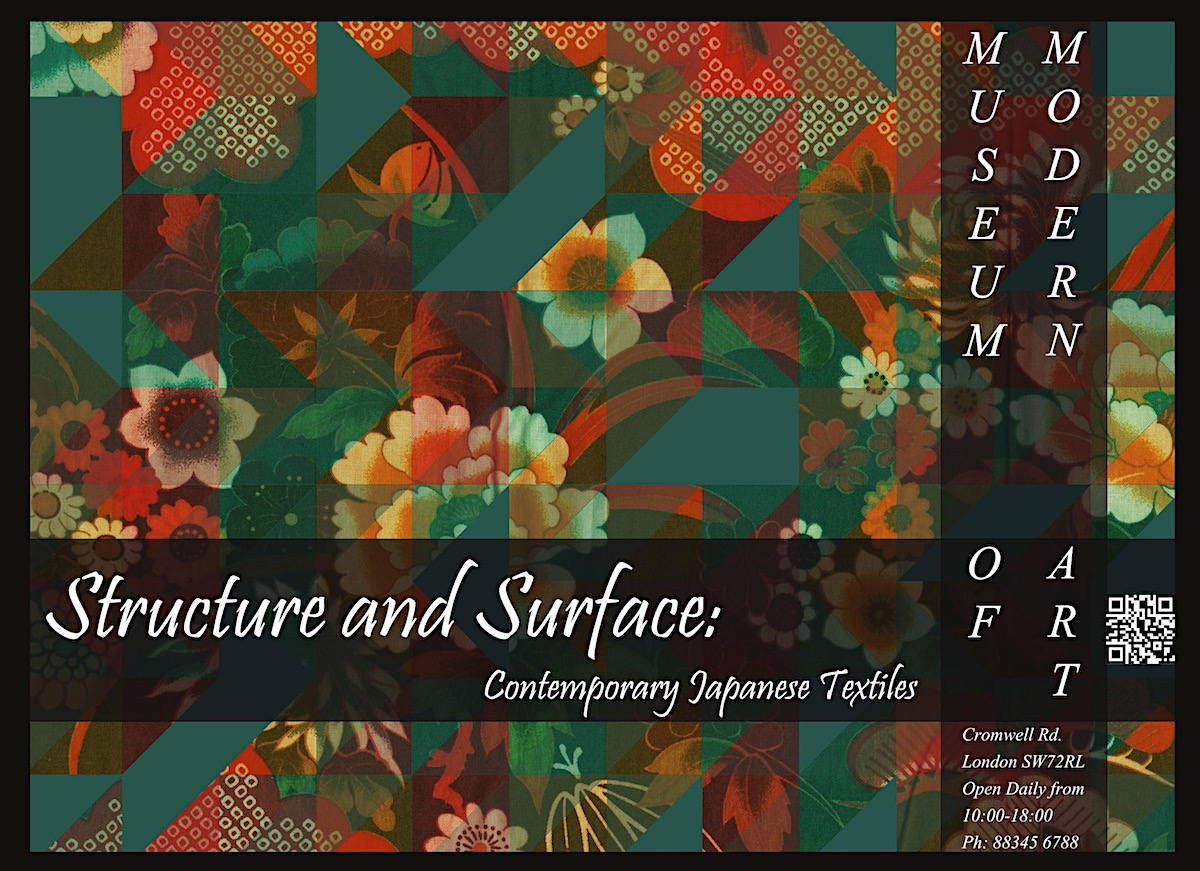 MUSEUM OF
MODERN ART
Structure and Surface:
Contemporary Japanese Textiles
Cromwell Rd.
London SW72RL
Open Daily from
10:00-18:00
Ph: 88345 6788